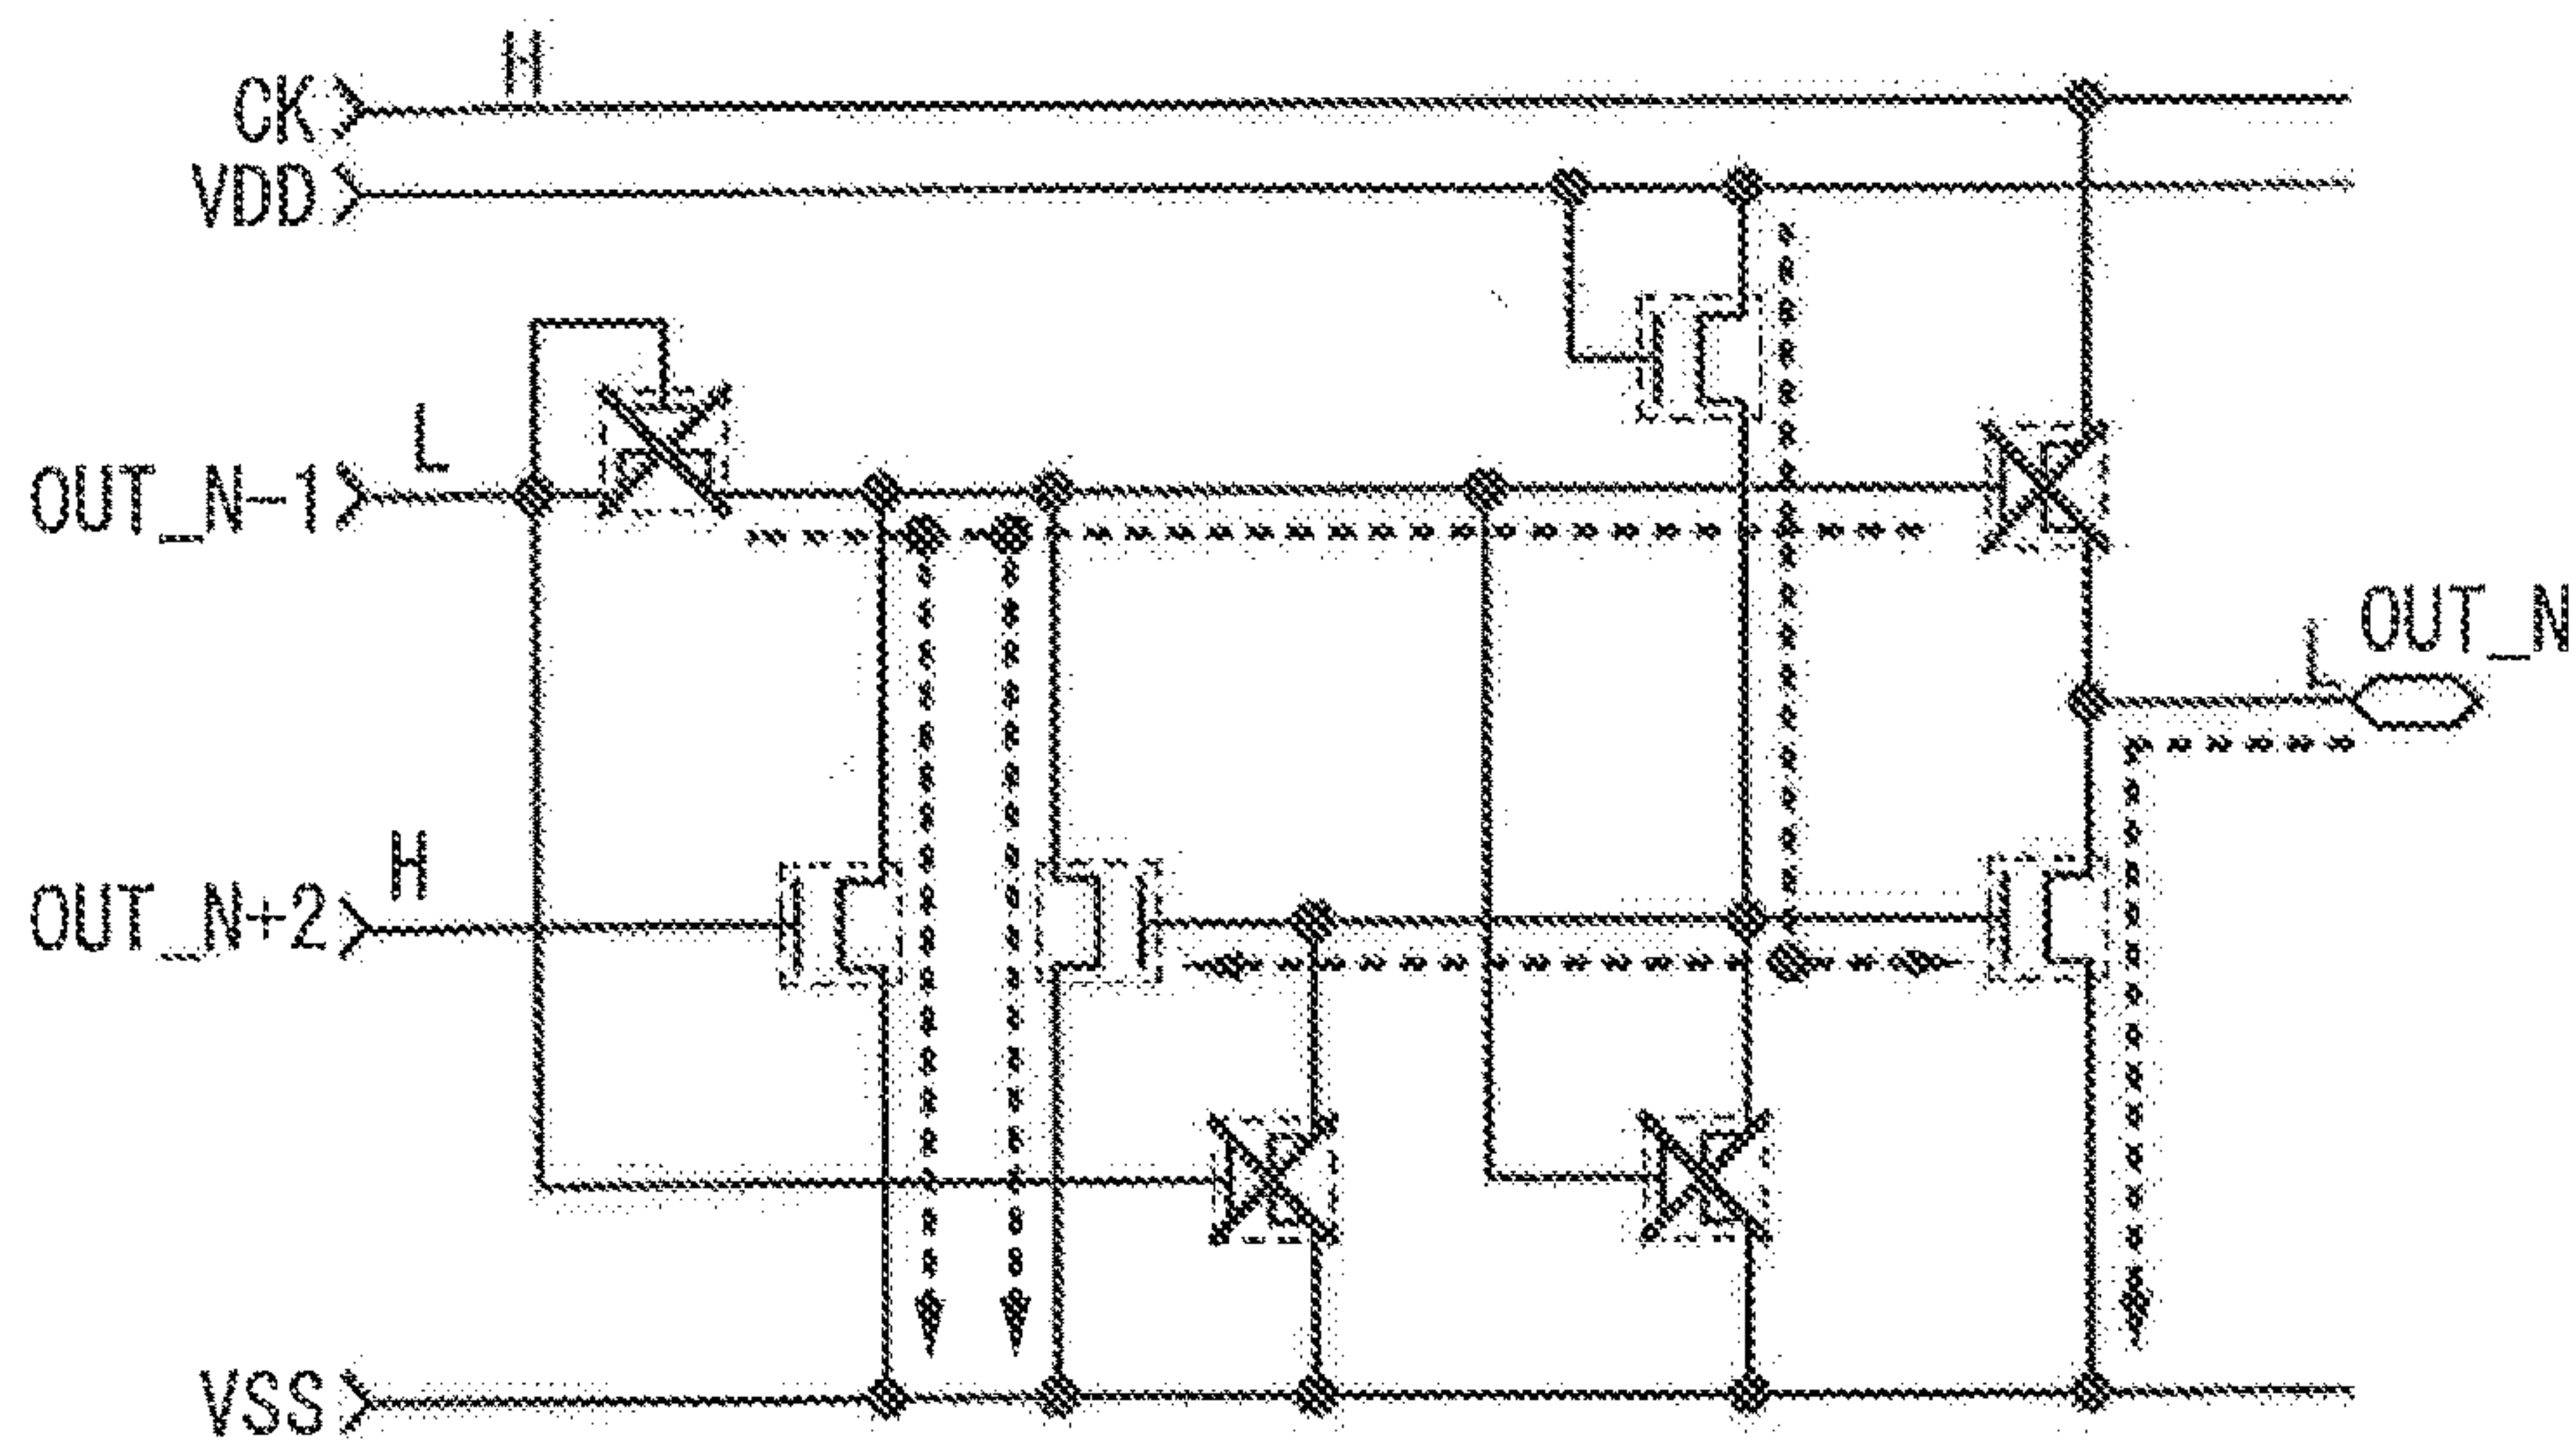 H
CK
VDD
L
OUT_N-1
L OUT_N
H
OUT_N+2
VSS